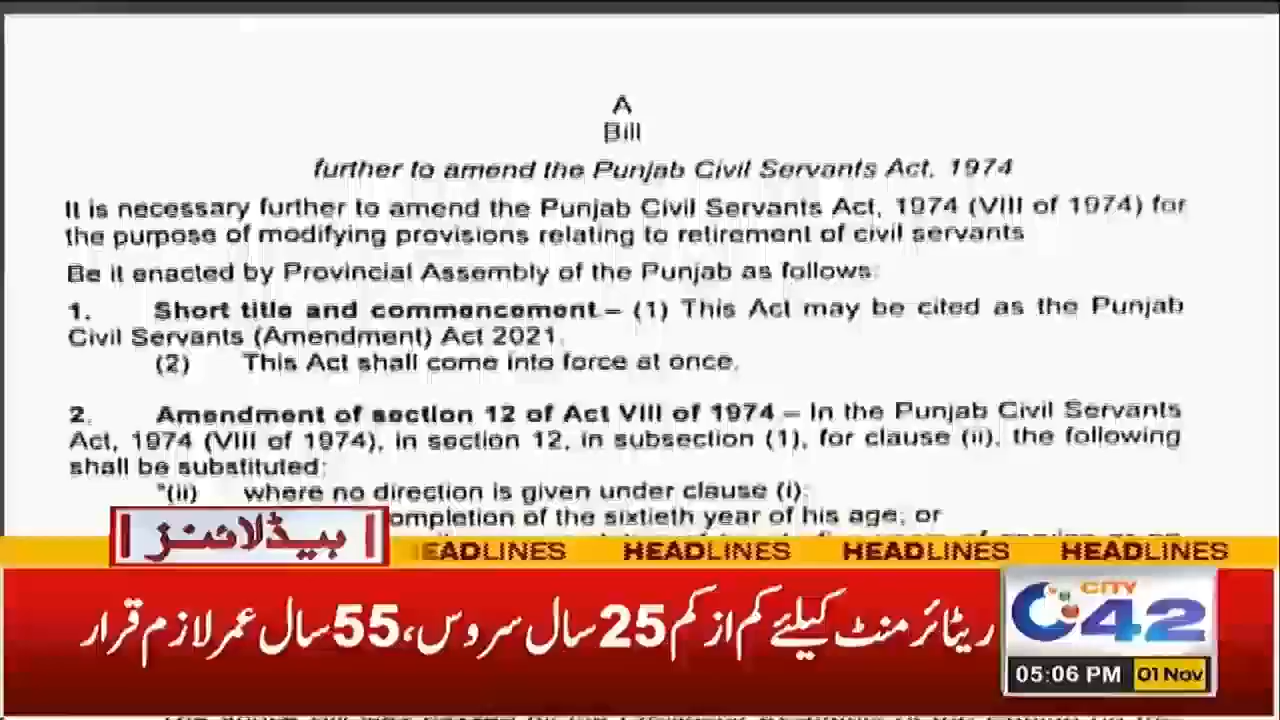 A
Bill
further to amend the Punjab Civil Servants Act, 1974
It is necessary further to amend the Punjab Civil Servants Act, 1974 (VIII of 1974) for
the purpose of modifying provisions relating to retirement of civil servants
Be it enacted by Provincial Assembly of the Punjab as follows:
1. Short title and commencement.– (1) This Act may be cited as the Punjab
Civil Servants (Amendment) Act 2021.
(2) This Act shall come into force at once.
2. Amendment of section 12 of Act VIII of 1974 – In the Punjab Civil Servants
Act, 1974 (VIII of 1974), in section 12, in subsection (1), for clause (ii), the following
shall be substituted:
"(ii) where no direction is given under clause (i);
ompletion of the sixtieth year of his age; or
ہیڈلائنز
EADLINES HEADLINES HEADLINES HEADLINES
ریٹائرمنٹ کیلئے کم از کم 25 سال سروس، 55 سال عمر لازم قرار
CITY
42
05:06 PM 01 Nov